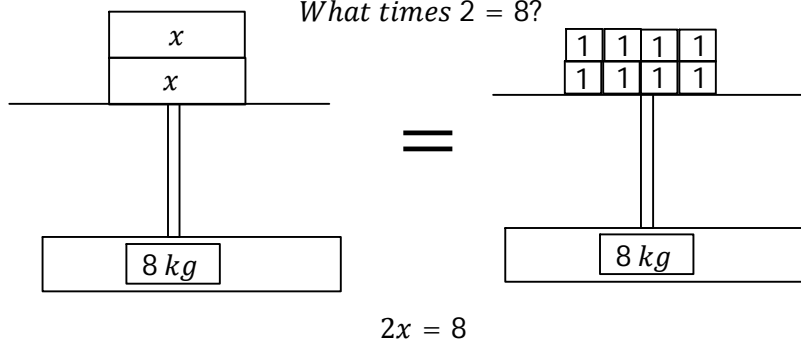 What times 2 = 8?
x
x
1 1 1 1
1 1 1 1
=
8 kg
8 kg
2x = 8